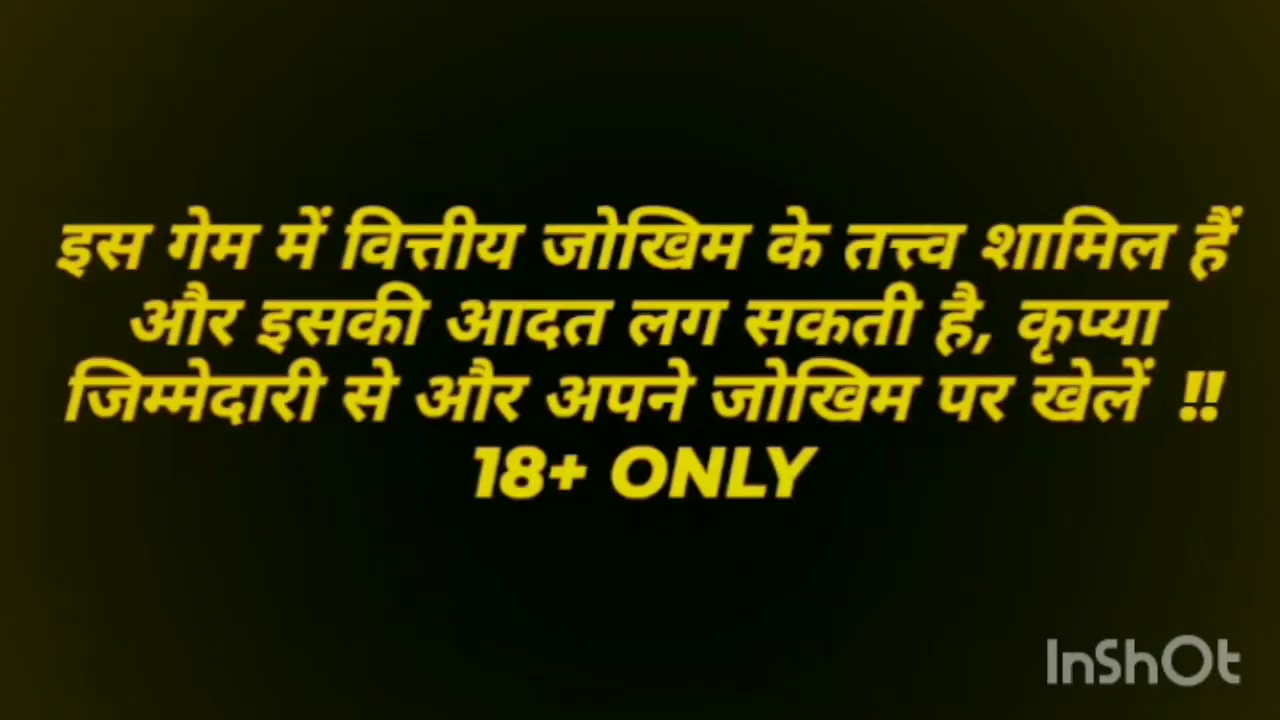 इस गेम में वित्तीय जोखिम के तत्त्व शामिल हैं
और इसकी आदत लग सकती है, कृप्या
जिम्मेदारी से और अपने जोखिम पर खेलें !!
18+ ONLY
InShOt